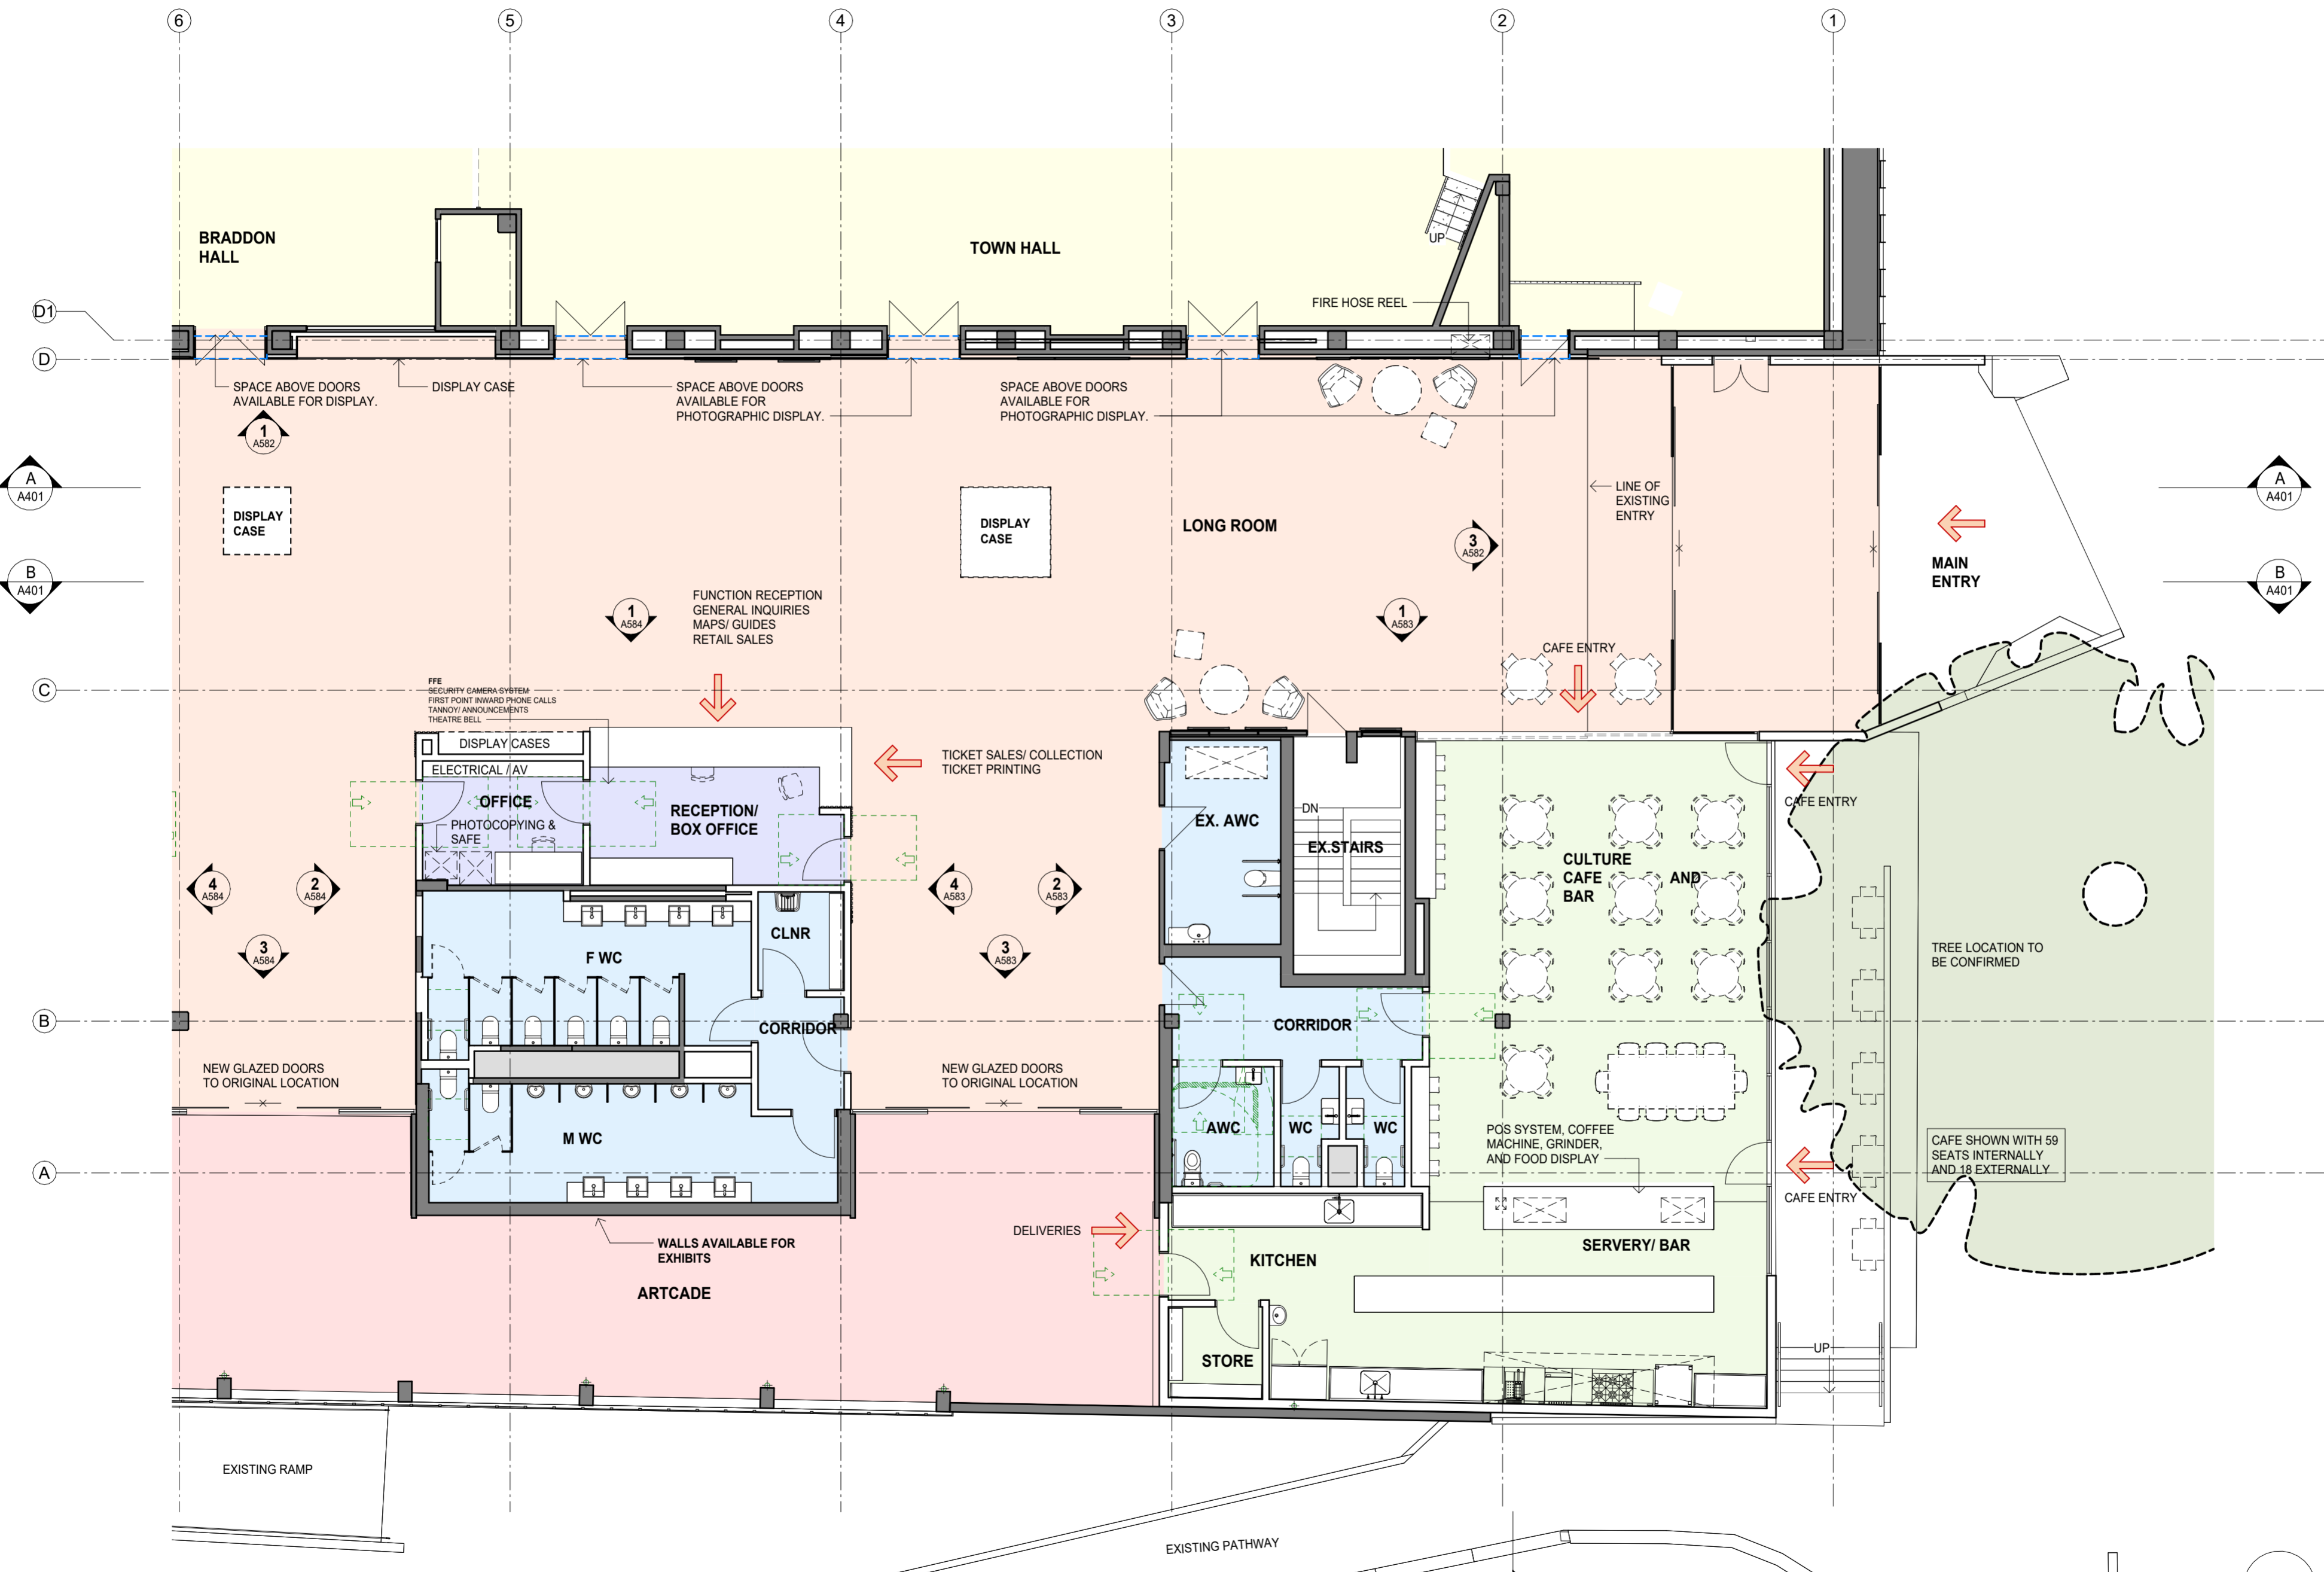 6
5
4
3
2
1
BRADDON
HALL
TOWN HALL
UP
FIRE HOSE REEL
D1
D
SPACE ABOVE DOORS
AVAILABLE FOR DISPLAY.
DISPLAY CASE
SPACE ABOVE DOORS
AVAILABLE FOR
PHOTOGRAPHIC DISPLAY.
SPACE ABOVE DOORS
AVAILABLE FOR
PHOTOGRAPHIC DISPLAY.
1
A582
A
A401
A
A401
LINE OF
EXISTING
ENTRY
DISPLAY
CASE
DISPLAY
CASE
LONG ROOM
3
A582
MAIN
ENTRY
B
A401
B
A401
FUNCTION RECEPTION
GENERAL INQUIRIES
MAPS/ GUIDES
RETAIL SALES
1
A584
1
A583
CAFE ENTRY
C
FFE
SECURITY CAMERA SYSTEM
FIRST POINT INWARD PHONE CALLS
TANNOY/ ANNOUNCEMENTS
THEATRE BELL
DISPLAY CASES
ELECTRICAL / AV
TICKET SALES/ COLLECTION
TICKET PRINTING
OFFICE
RECEPTION/
BOX OFFICE
PHOTOCOPYING &
SAFE
DN
EX. AWC
EX.STAIRS
CAFE ENTRY
CULTURE
CAFE AND
BAR
4
A584
2
A584
4
A583
2
A583
CLNR
F WC
3
A584
3
A583
TREE LOCATION TO
BE CONFIRMED
B
CORRIDOR
CORRIDOR
NEW GLAZED DOORS
TO ORIGINAL LOCATION
NEW GLAZED DOORS
TO ORIGINAL LOCATION
M WC
AWC
WC
WC
POS SYSTEM, COFFEE
MACHINE, GRINDER,
AND FOOD DISPLAY
CAFE SHOWN WITH 59
SEATS INTERNALLY
AND 18 EXTERNALLY
A
CAFE ENTRY
DELIVERIES
WALLS AVAILABLE FOR
EXHIBITS
SERVERY/ BAR
KITCHEN
ARTCADE
STORE
UP
EXISTING RAMP
EXISTING PATHWAY